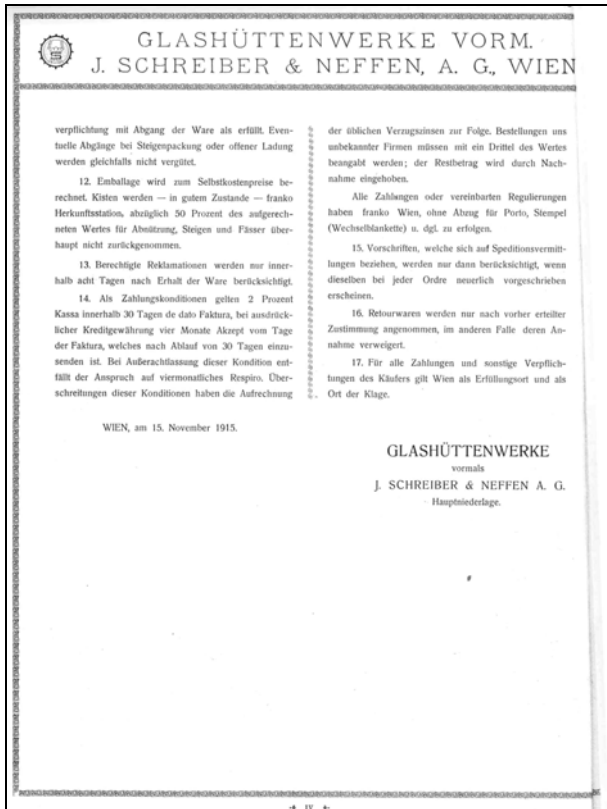 GLASHÜTTENWERKE VORM.
J. SCHREIBER & NEFFEN, A. G., WIEN
verpflichtung mit Abgang der Ware als erfüllt. Even-
tuelle Abgänge bei Steigenpackung oder offener Ladung
werden gleichfalls nicht vergütet.
12. Emballage wird zum Selbstkostenpreise be-
rechnet. Kisten werden — in gutem Zustande — franko
Herkunftsstation, abzüglich 50 Prozent des aufgerech-
neten Wertes für Abnützung, Steigen und Fässer über-
haupt nicht zurückgenommen.
13. Berechtigte Reklamationen werden nur inner-
halb acht Tagen nach Erhalt der Ware berücksichtigt.
14. Als Zahlungskonditionen gelten 2 Prozent
Kassa innerhalb 30 Tagen de dato Faktura, bei ausdrück-
licher Kreditgewährung vier Monate Akzept vom Tage
der Faktura, welches nach Ablauf von 30 Tagen einzu-
senden ist. Bei Außerachtlassung dieser Kondition ent-
fällt der Anspruch auf viermonatliches Respiro. Über-
schreitungen dieser Konditionen haben die Aufrechnung
der üblichen Verzugszinsen zur Folge. Bestellungen uns
unbekannter Firmen müssen mit ein Drittel des Wertes
beangabt werden; der Restbetrag wird durch Nach-
nahme eingehoben.
Alle Zahlungen oder vereinbarten Regulierungen
haben franko Wien, ohne Abzug für Porto, Stempel
(Wechselblankette) u. dgl. zu erfolgen.
15. Vorschriften, welche sich auf Speditionsvermitt-
lungen beziehen, werden nur dann berücksichtigt, wenn
dieselben bei jeder Ordre neuerlich vorgeschrieben
erscheinen.
16. Retourwaren werden nur nach vorher erteilter
Zustimmung angenommen, im anderen Falle deren An-
nahme verweigert.
17. Für alle Zahlungen und sonstige Verpflich-
tungen des Käufers gilt Wien als Erfüllungsort und als
Ort der Klage.
WIEN, am 15. November 1915.
GLASHÜTTENWERKE
vormals
J. SCHREIBER & NEFFEN A. G.
Hauptniederlage.
IV